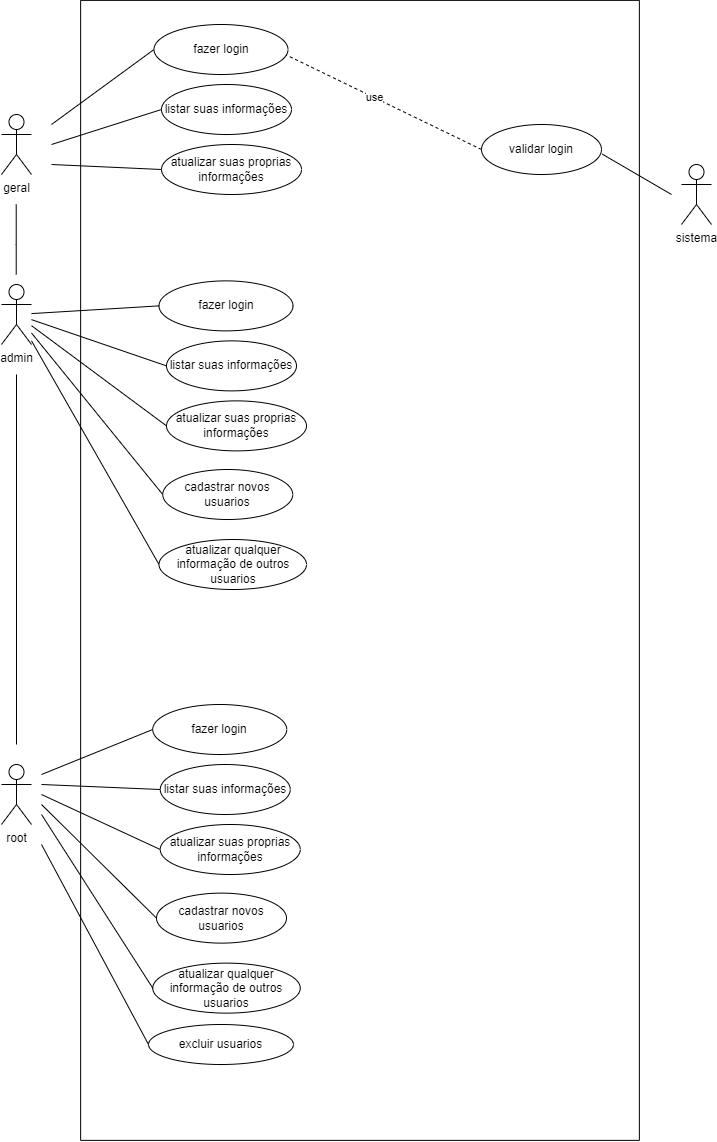 fazer login
use
listar suas informações
atualizar suas proprias
informações
validar login
geral
sistema
fazer login
admin
listar suas informações
atualizar suas proprias
informações
cadastrar novos
usuarios
atualizar qualquer
informação de outros
usuarios
fazer login
listar suas informações
root
atualizar suas proprias
informações
cadastrar novos
usuarios
atualizar qualquer
informação de outros
usuarios
excluir usuarios